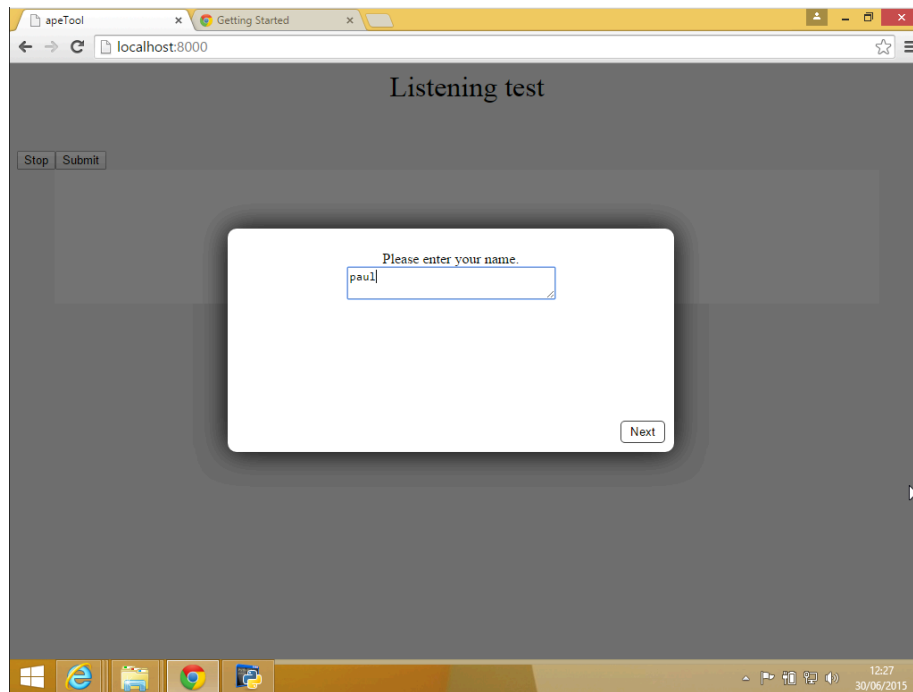 apeTool
Getting Started
localhost:8000
Listening test
Stop Submit
Please enter your name.
paul
Next
12:27
30/06/2015